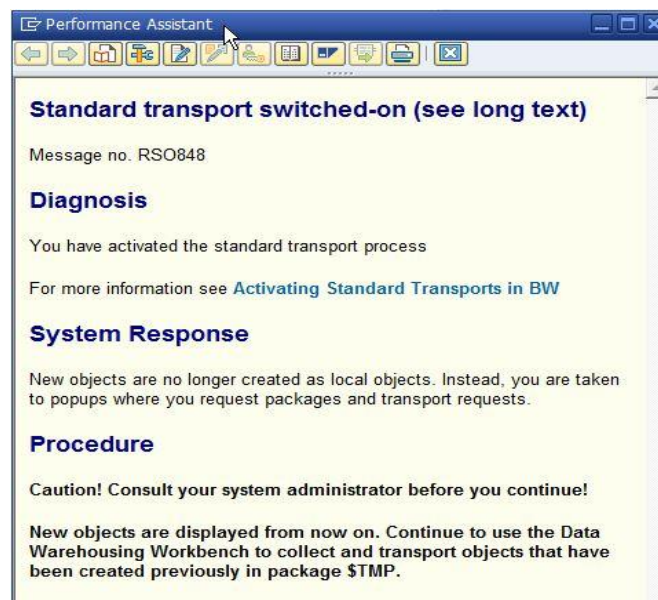 Performance Assistant
Standard transport switched-on (see long text)
Message no. RSO848
Diagnosis
You have activated the standard transport process
For more information see Activating Standard Transports in BW
System Response
New objects are no longer created as local objects. Instead, you are taken
to popups where you request packages and transport requests.
Procedure
Caution! Consult your system administrator before you continue!
New objects are displayed from now on. Continue to use the Data
Warehousing Workbench to collect and transport objects that have
been created previously in package $TMP.